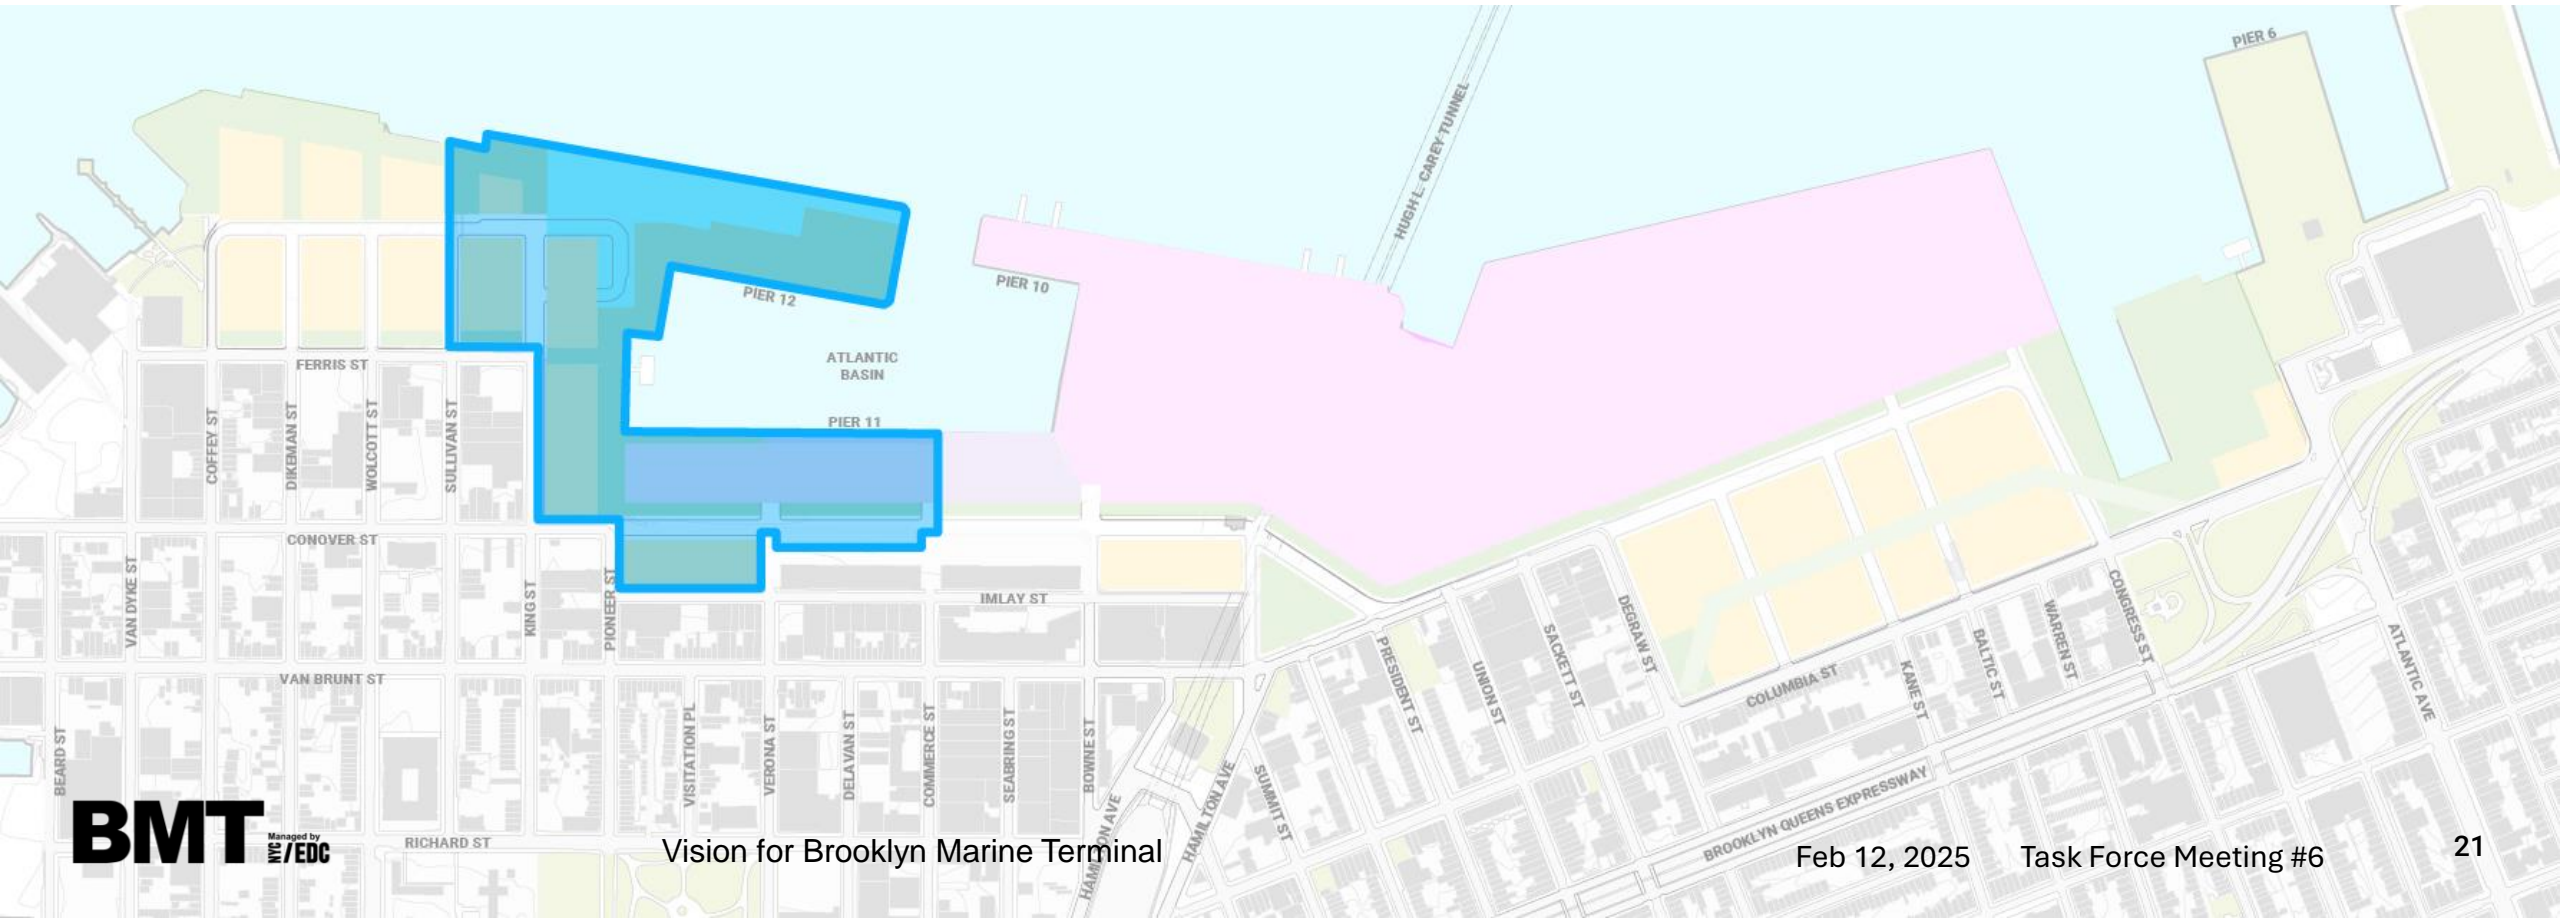 PIER 6
HUGH L. CAREY TUNNEL
PIER 10
PIER 12
ATLANTIC
BASIN
FERRIS ST
PIER 11
COFFEY ST
DIKEMAN ST
WOLCOTT ST
SULLIVAN ST
CONOVER ST
VAN DYKE ST
KING ST
PIONEER ST
IMLAY ST
DEGRAW ST
CONGRESS ST
WARREN ST
BALTIC ST
KANE ST
SACKETT ST
UNION ST
PRESIDENT ST
ATLANTIC AVE
COLUMBIA ST
VAN BRUNT ST
BEARD ST
VISITATION PL
VERONA ST
DELAVAN ST
COMMERCE ST
SEABRING ST
BOWNE ST
HAMILTON AVE
HAMILTON AVE
SUMMIT ST
BROOKLYN QUEENS EXPRESSWAY
RICHARD ST
BMT
Managed by
NYC/EDC
Vision for Brooklyn Marine Terminal
Feb 12, 2025
Task Force Meeting #6
21